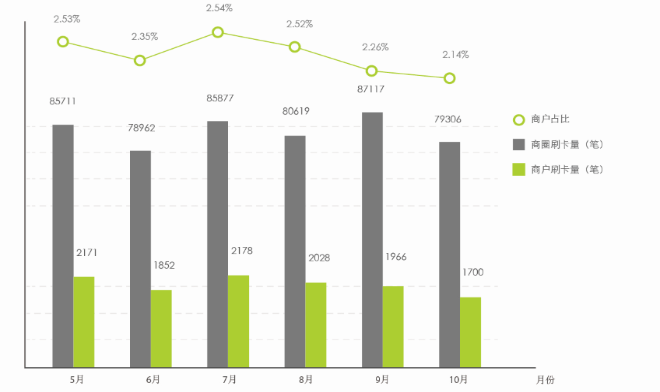 2.53%
2.35%
2.54%
2.52%
2.26%
2.14%
85711
78962
85877
80619
87117
79306
2171
1852
2178
2028
1966
1700
5月
6月
7月
8月
9月
10月
月份
商户占比
商圈刷卡量（笔）
商户刷卡量（笔）